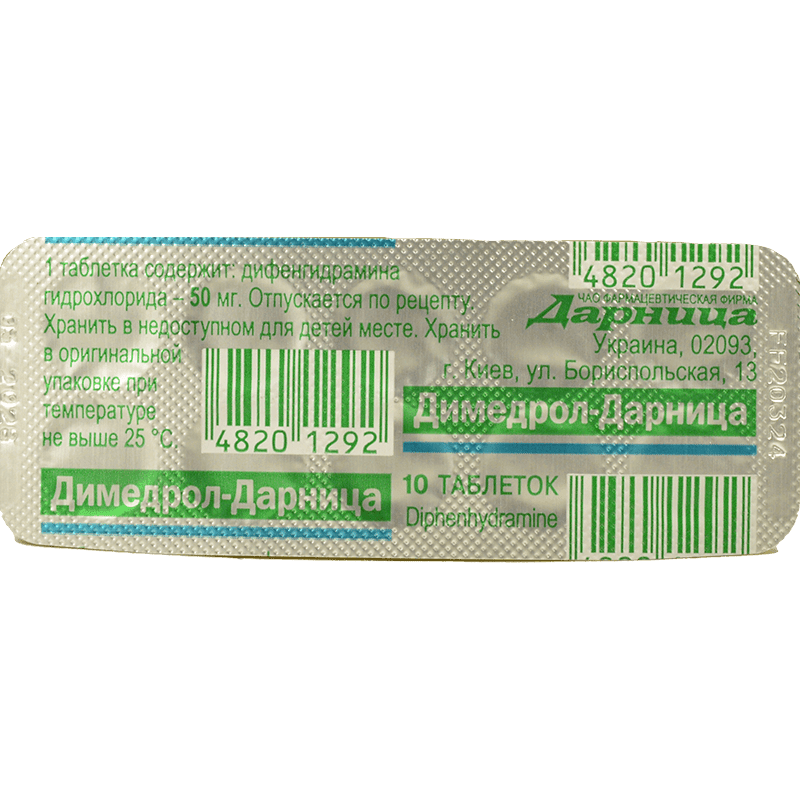 1 таблетка содержит: дифенгидрамина
гидрохлорида – 50 мг. Отпускается по рецепту.
Хранить в недоступном для детей месте. Хранить
в оригинальной
упаковке при
температуре
не выше 25 °C.
4820 1292
Димедрол-Дарница
4820 1292
ЧАО ФАРМАЦЕВТИЧЕСКАЯ ФИРМА
Дарница
Украина, 02093,
г. Киев, ул. Бориспольская, 13
Димедрол-Дарница
10 ТАБЛЕТОК
Diphenhydramine